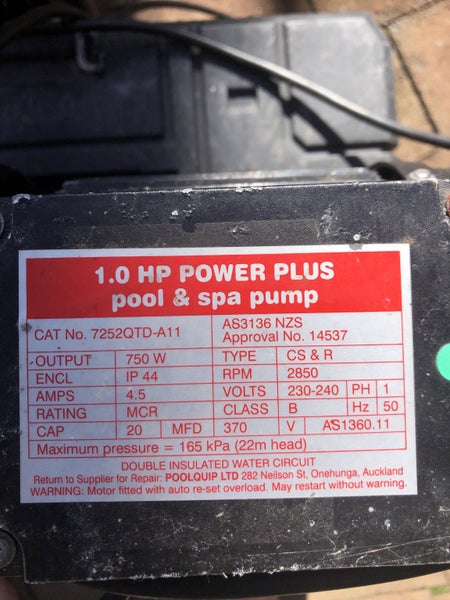 1.0 HP POWER PLUS
pool & spa pump
CAT No. 7252QTD-A11 AS3136 NZS Approval No. 14537
OUTPUT 750 W TYPE CS & R
ENCL IP 44 RPM 2850
AMPS 4.5 VOLTS 230-240 PH 1
RATING MCR CLASS B Hz 50
CAP 20 MFD 370 V AS1360.11
Maximum pressure = 165 kPa (22m head)
DOUBLE INSULATED WATER CIRCUIT
Return to Supplier for Repair: POOLQUIP LTD 282 Neilson St, Onehunga, Auckland
WARNING: Motor fitted with auto re-set overload. May restart without warning.